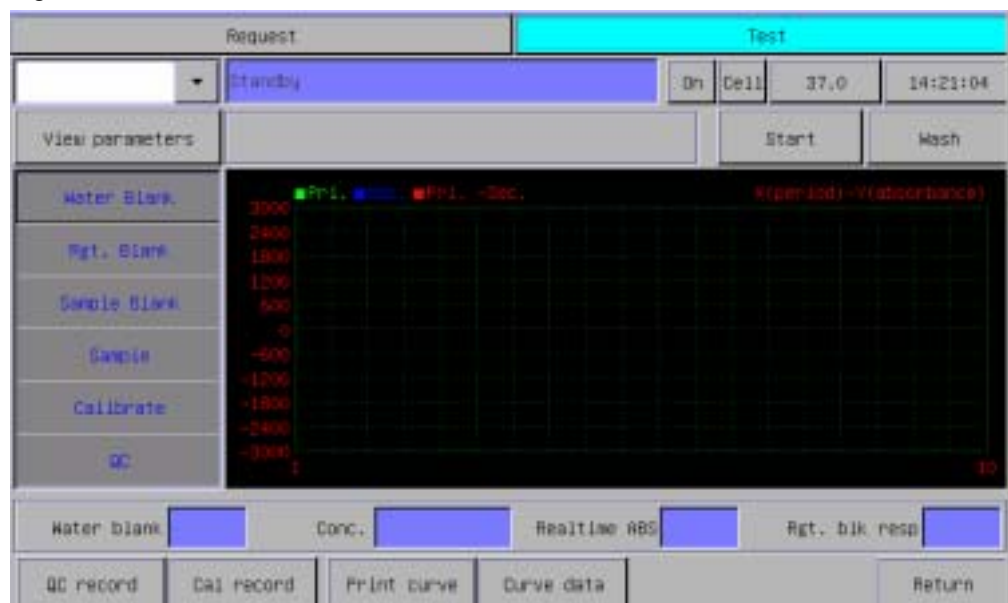 Request Test
Standby On Cell 37.0 14:21:04
View parameters Start Wash
Water Blank
Pri. Sec. Pri. -Sec. X(period)-Y(absorbance)
3000
2400
Rgt. Blank
1800
1200
Sample Blank
600
-0
Sample
-600
-1200
Calibrate
-1800
-2400
QC
-3000
1 30
Water blank Conc. Realtime ABS Rgt. blk resp
QC record Cal record Print curve Curve data Return